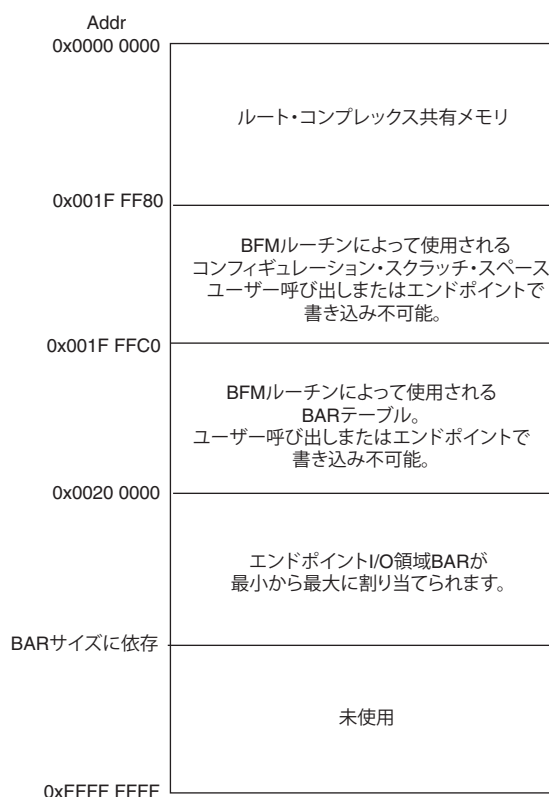 Addr
0x0000 0000
ルート・コンプレックス共有メモリ
0x001F FF80
BFMルーチンによって使用される
コンフィギュレーション・スクラッチ・スペース
ユーザー呼び出しまたはエンドポイントで
書き込み不可能。
0x001F FFC0
BFMルーチンによって使用される
BARテーブル。
ユーザー呼び出しまたはエンドポイントで
書き込み不可能。
0x0020 0000
エンドポイントI/O領域BARが
最小から最大に割り当てられます。
BARサイズに依存
未使用
0xFFFF FFFF